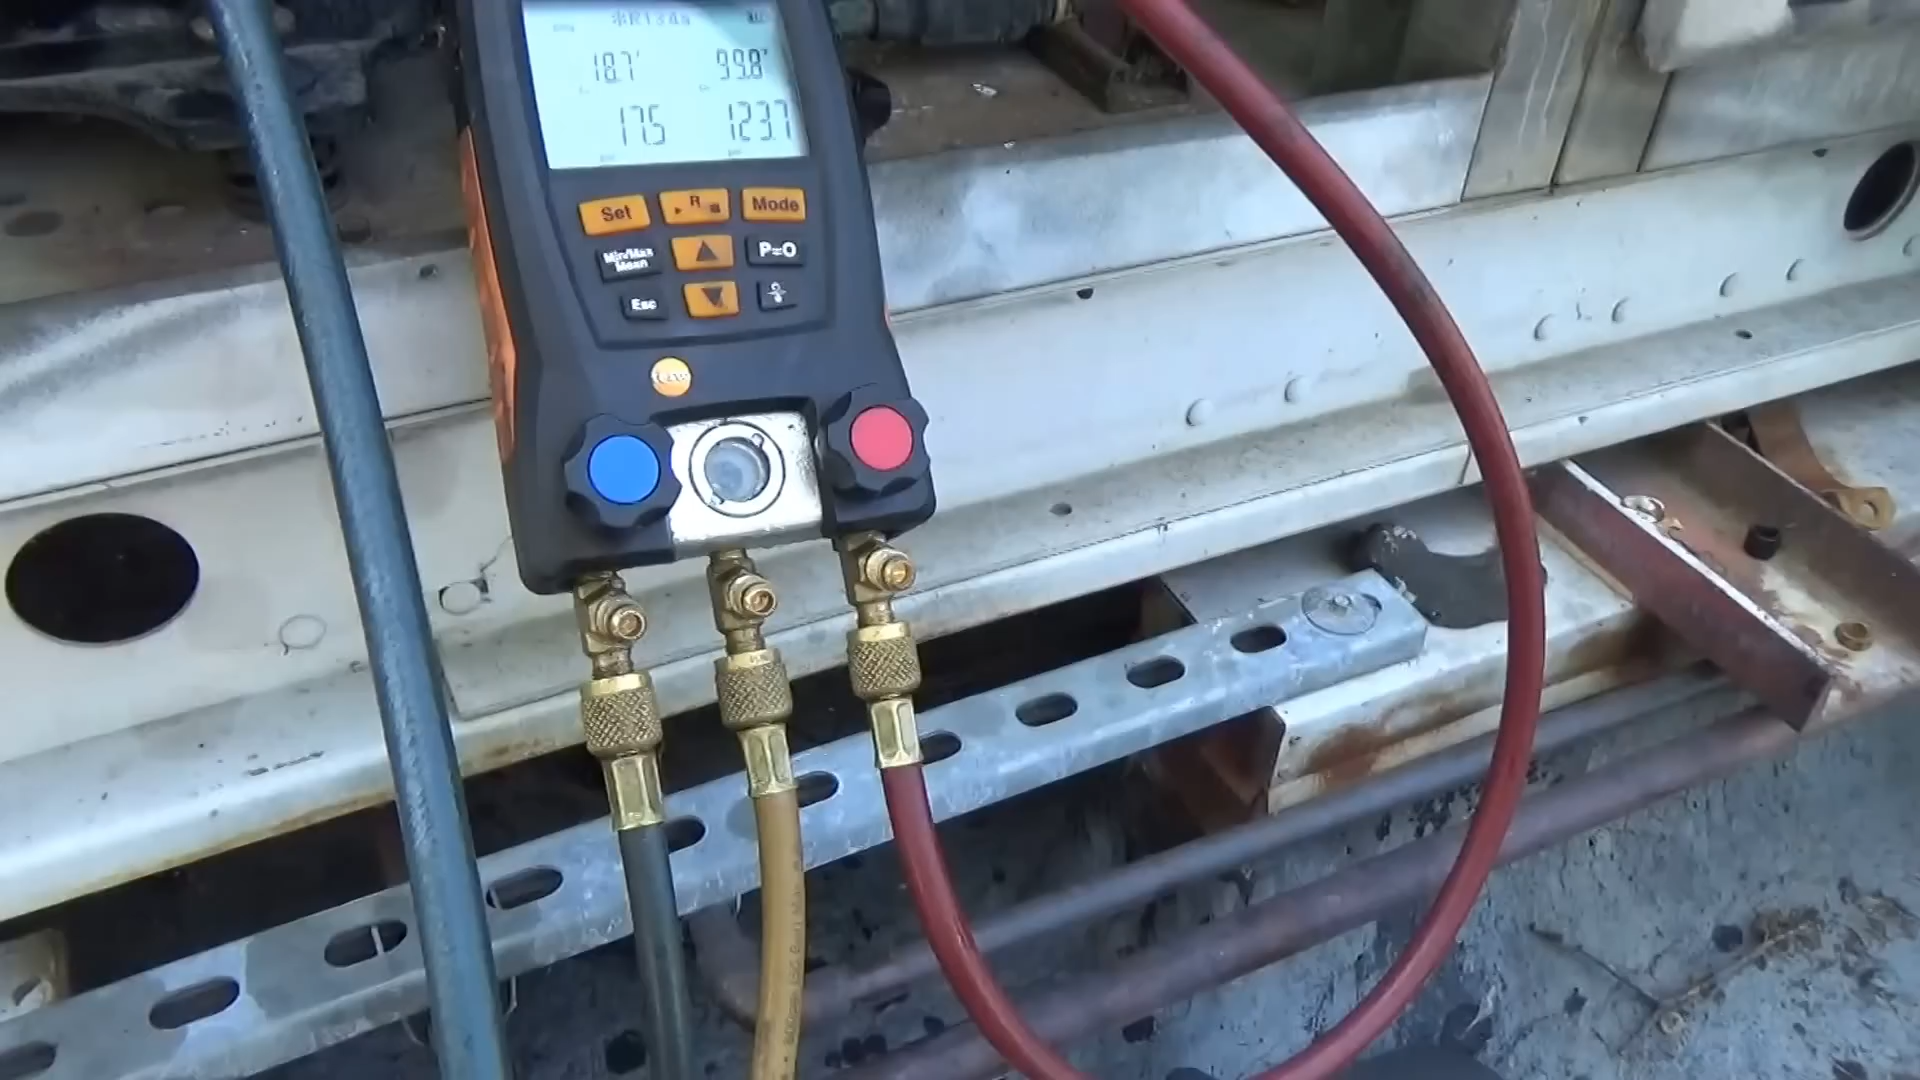 R134a
18.7 99.8
17.5 123.7
Set R Mode
Min/Max
Mean
P=0
Esc
testo